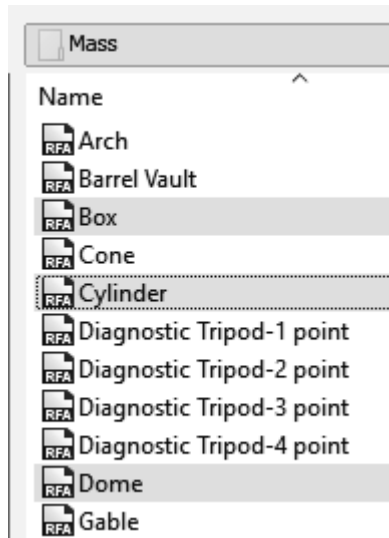 Mass
Name
RFA Arch
RFA Barrel Vault
RFA Box
RFA Cone
RFA Cylinder
RFA Diagnostic Tripod-1 point
RFA Diagnostic Tripod-2 point
RFA Diagnostic Tripod-3 point
RFA Diagnostic Tripod-4 point
RFA Dome
RFA Gable